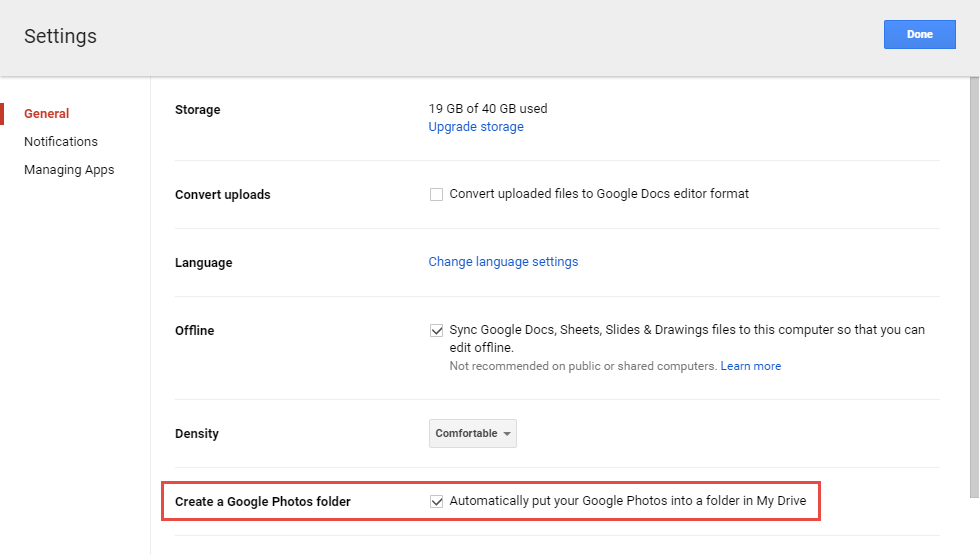 Settings
Done
General
Notifications
Managing Apps
Storage
19 GB of 40 GB used
Upgrade storage
Convert uploads
Convert uploaded files to Google Docs editor format
Language
Change language settings
Offline
Sync Google Docs, Sheets, Slides & Drawings files to this computer so that you can
edit offline.
Not recommended on public or shared computers. Learn more
Density
Comfortable
Create a Google Photos folder
Automatically put your Google Photos into a folder in My Drive